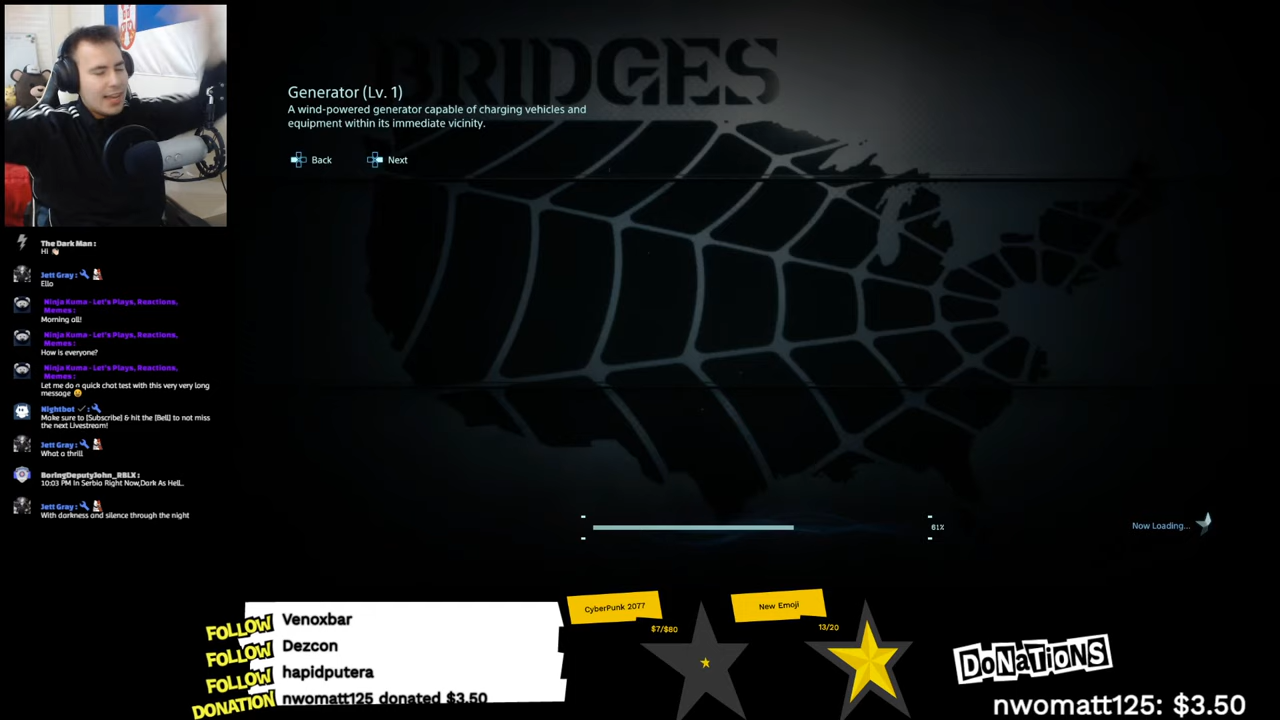 BRIDGES
Generator (Lv. 1)
A wind-powered generator capable of charging vehicles and
equipment within its immediate vicinity.
Back
Next
The Dark Man :
Hi 👋🏻
Jett Gray :
Ello
Ninja Kuma - Let's Plays, Reactions,
Memes :
Morning all!
Ninja Kuma - Let's Plays, Reactions,
Memes :
How is everyone?
Ninja Kuma - Let's Plays, Reactions,
Memes :
Let me do a quick chat test with this very very long
message
Nightbot ✓ :
Make sure to [Subscribe] & hit the [Bell] to not miss
the next Livestream!
Jett Gray :
What a thrill
BoringDeputyJohn_RBLX :
10:03 PM In Serbia Right Now,Dark As Hell..
Jett Gray :
With darkness and silence through the night
61%
Now Loading...
FOLLOW Venoxbar
FOLLOW Dezcon
FOLLOW hapidputera
DONATION nwomatt125 donated $3.50
CyberPunk 2077
$7/$80
New Emoji
13/20
DONATIONS
nwomatt125: $3.50